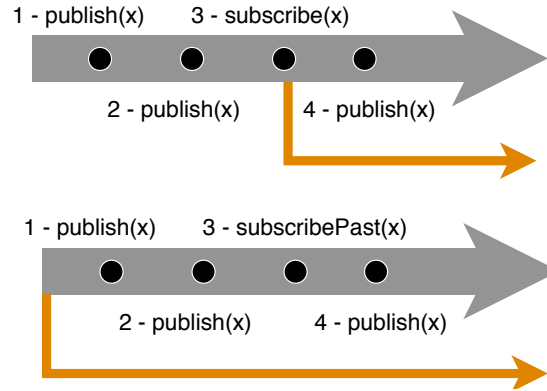 1 - publish(x)
3 - subscribe(x)
2 - publish(x)
4 - publish(x)
1 - publish(x)
3 - subscribePast(x)
2 - publish(x)
4 - publish(x)